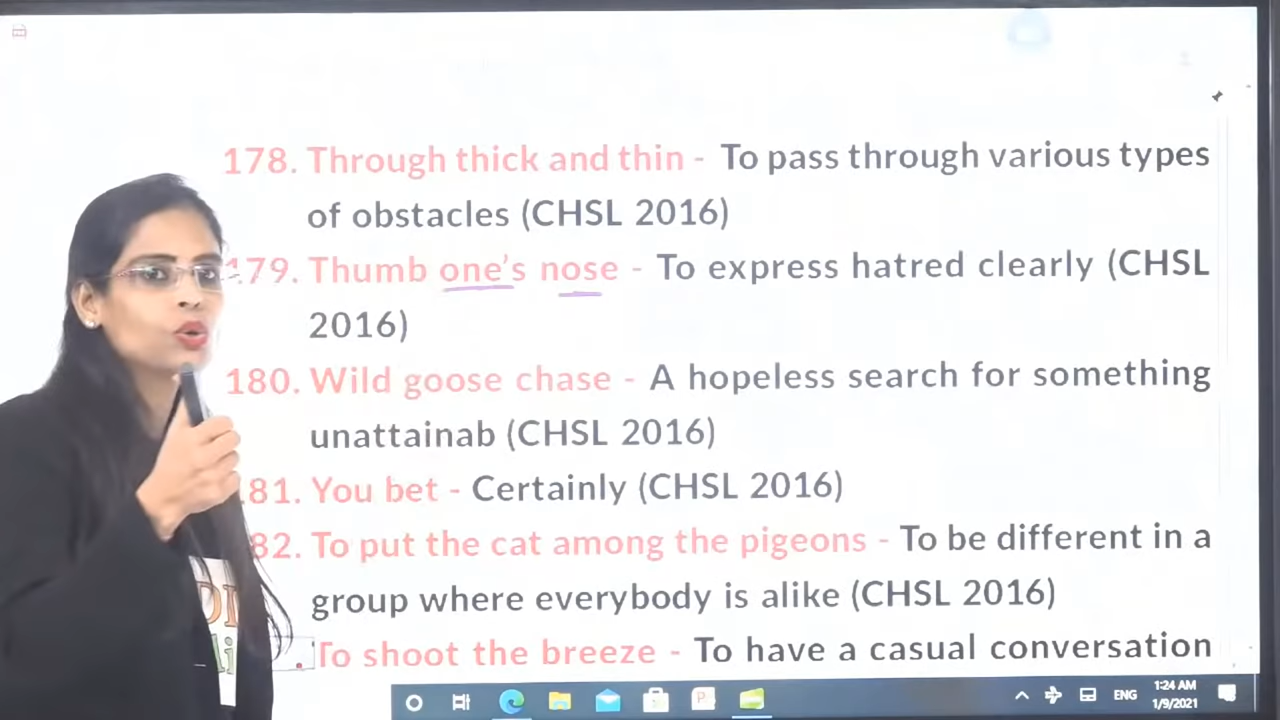 178. Through thick and thin - To pass through various types
of obstacles (CHSL 2016)
179. Thumb one's nose - To express hatred clearly (CHSL
2016)
180. Wild goose chase - A hopeless search for something
unattainab (CHSL 2016)
81. You bet - Certainly (CHSL 2016)
82. To put the cat among the pigeons - To be different in a
group where everybody is alike (CHSL 2016)
To shoot the breeze - To have a casual conversation
ENG
1:24 AM
1/9/2021